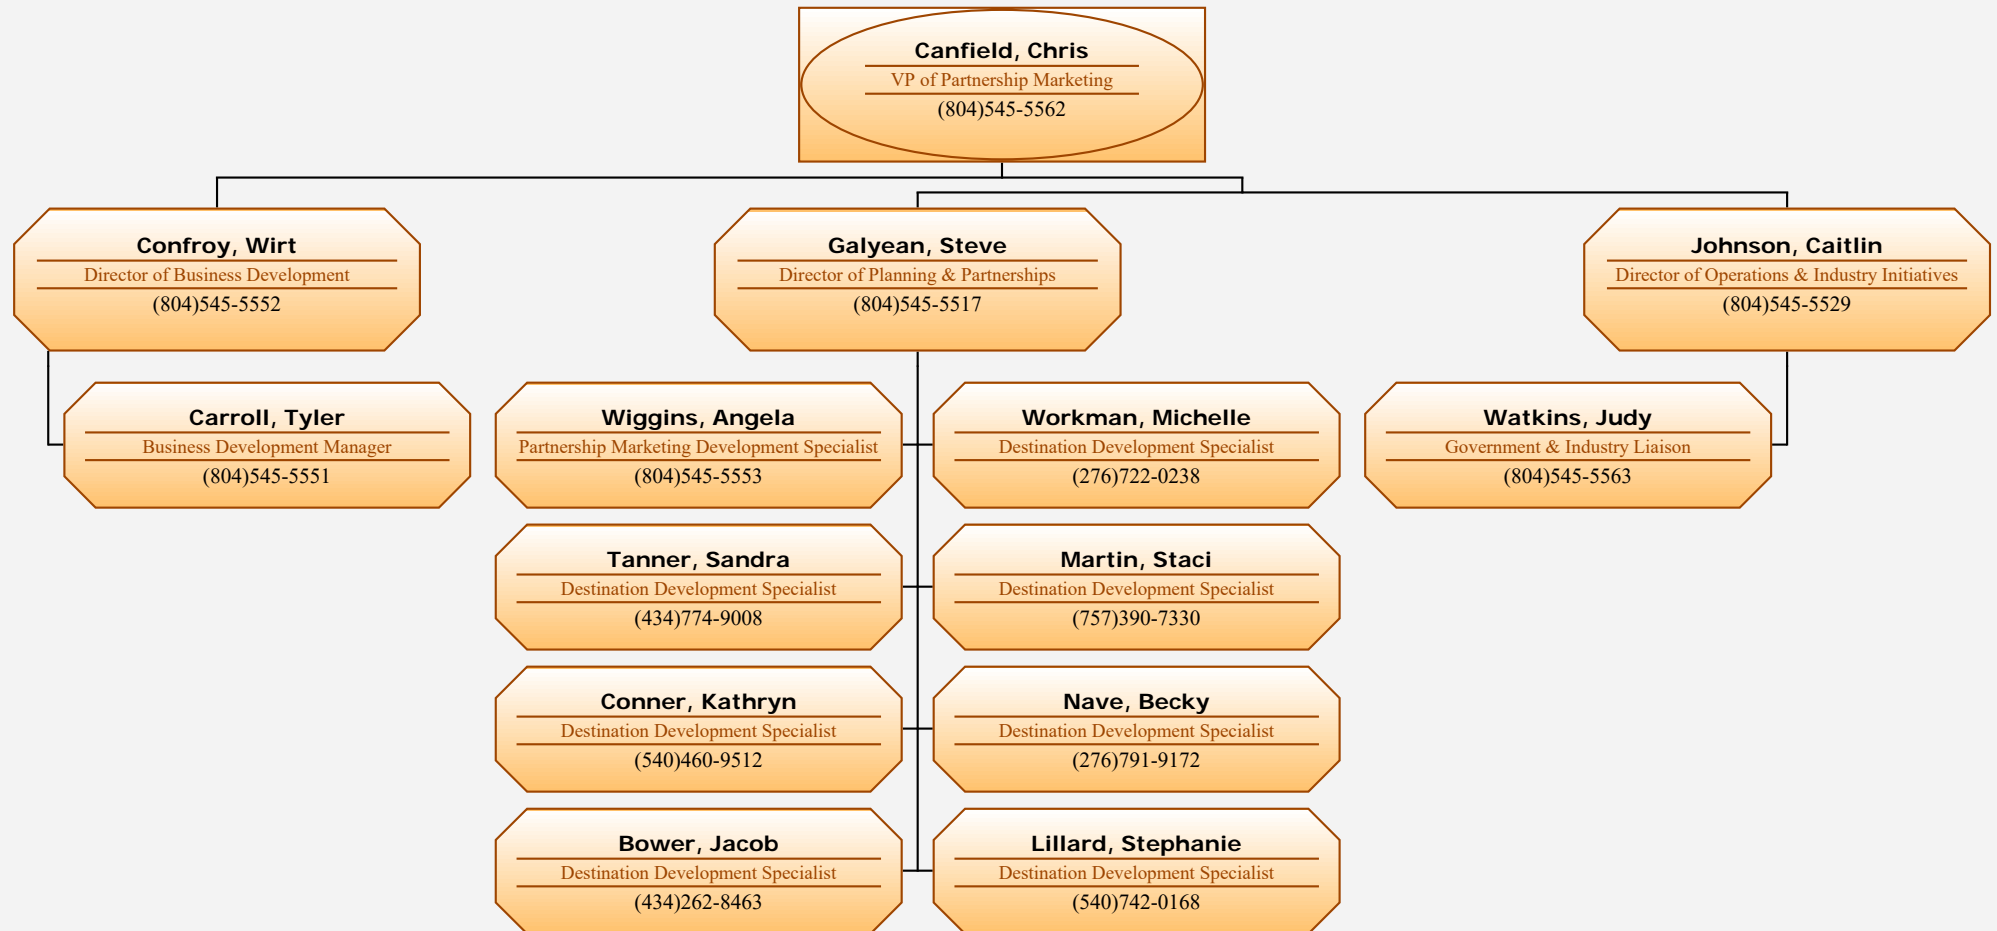 Canfield, Chris
VP of Partnership Marketing
(804)545-5562
Confroy, Wirt
Director of Business Development
(804)545-5552
Galyean, Steve
Director of Planning & Partnerships
(804)545-5517
Johnson, Caitlin
Director of Operations & Industry Initiatives
(804)545-5529
Carroll, Tyler
Business Development Manager
(804)545-5551
Wiggins, Angela
Partnership Marketing Development Specialist
(804)545-5553
Workman, Michelle
Destination Development Specialist
(276)722-0238
Watkins, Judy
Government & Industry Liaison
(804)545-5563
Tanner, Sandra
Destination Development Specialist
(434)774-9008
Martin, Staci
Destination Development Specialist
(757)390-7330
Conner, Kathryn
Destination Development Specialist
(540)460-9512
Nave, Becky
Destination Development Specialist
(276)791-9172
Bower, Jacob
Destination Development Specialist
(434)262-8463
Lillard, Stephanie
Destination Development Specialist
(540)742-0168